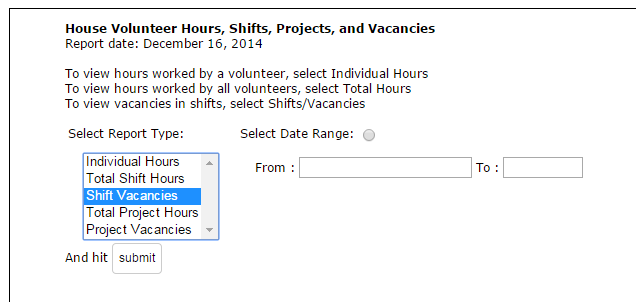 House Volunteer Hours, Shifts, Projects, and Vacancies
Report date: December 16, 2014
To view hours worked by a volunteer, select Individual Hours
To view hours worked by all volunteers, select Total Hours
To view vacancies in shifts, select Shifts/Vacancies
Select Report Type: Select Date Range:
Individual Hours
Total Shift Hours
Shift Vacancies
Total Project Hours
Project Vacancies
From : To :
And hit submit